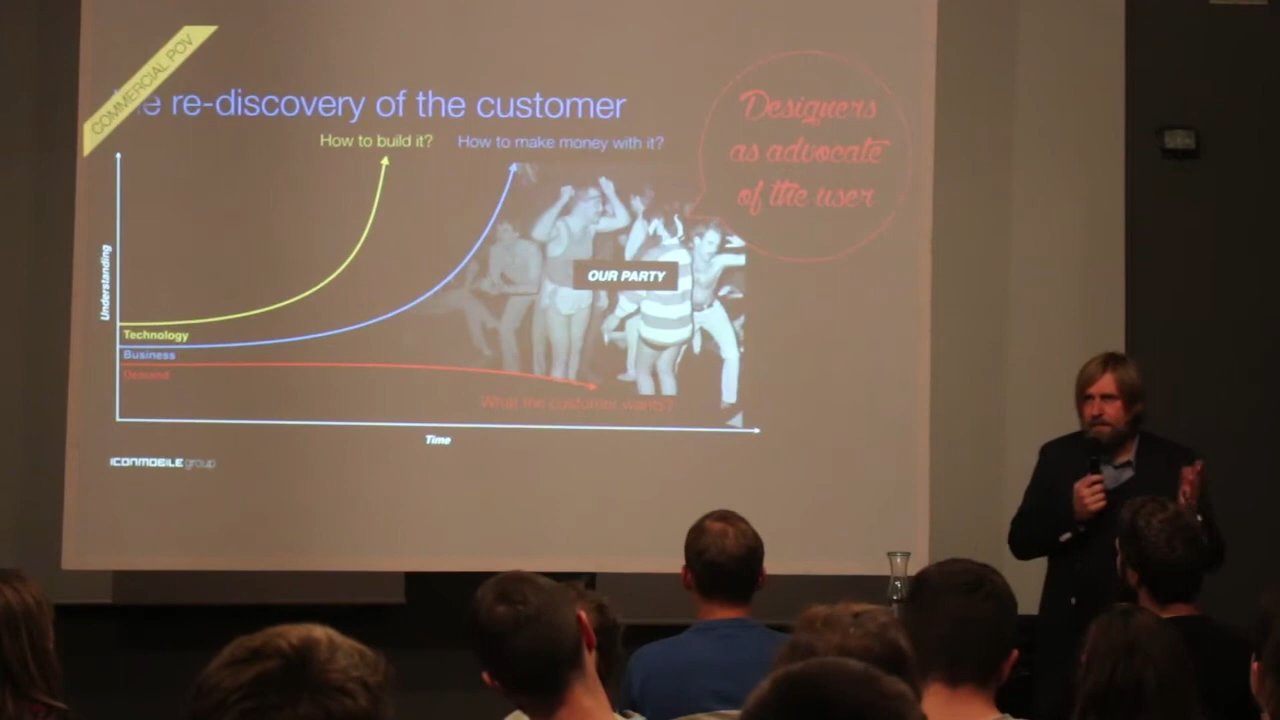 COMMERCIAL POV
re-discovery of the customer
How to build it?
How to make money with it?
Designers
as advocate
of the user
OUR PARTY
Understanding
Technology
Business
Demand
What the customer wants?
Time
ICONMOBILE group